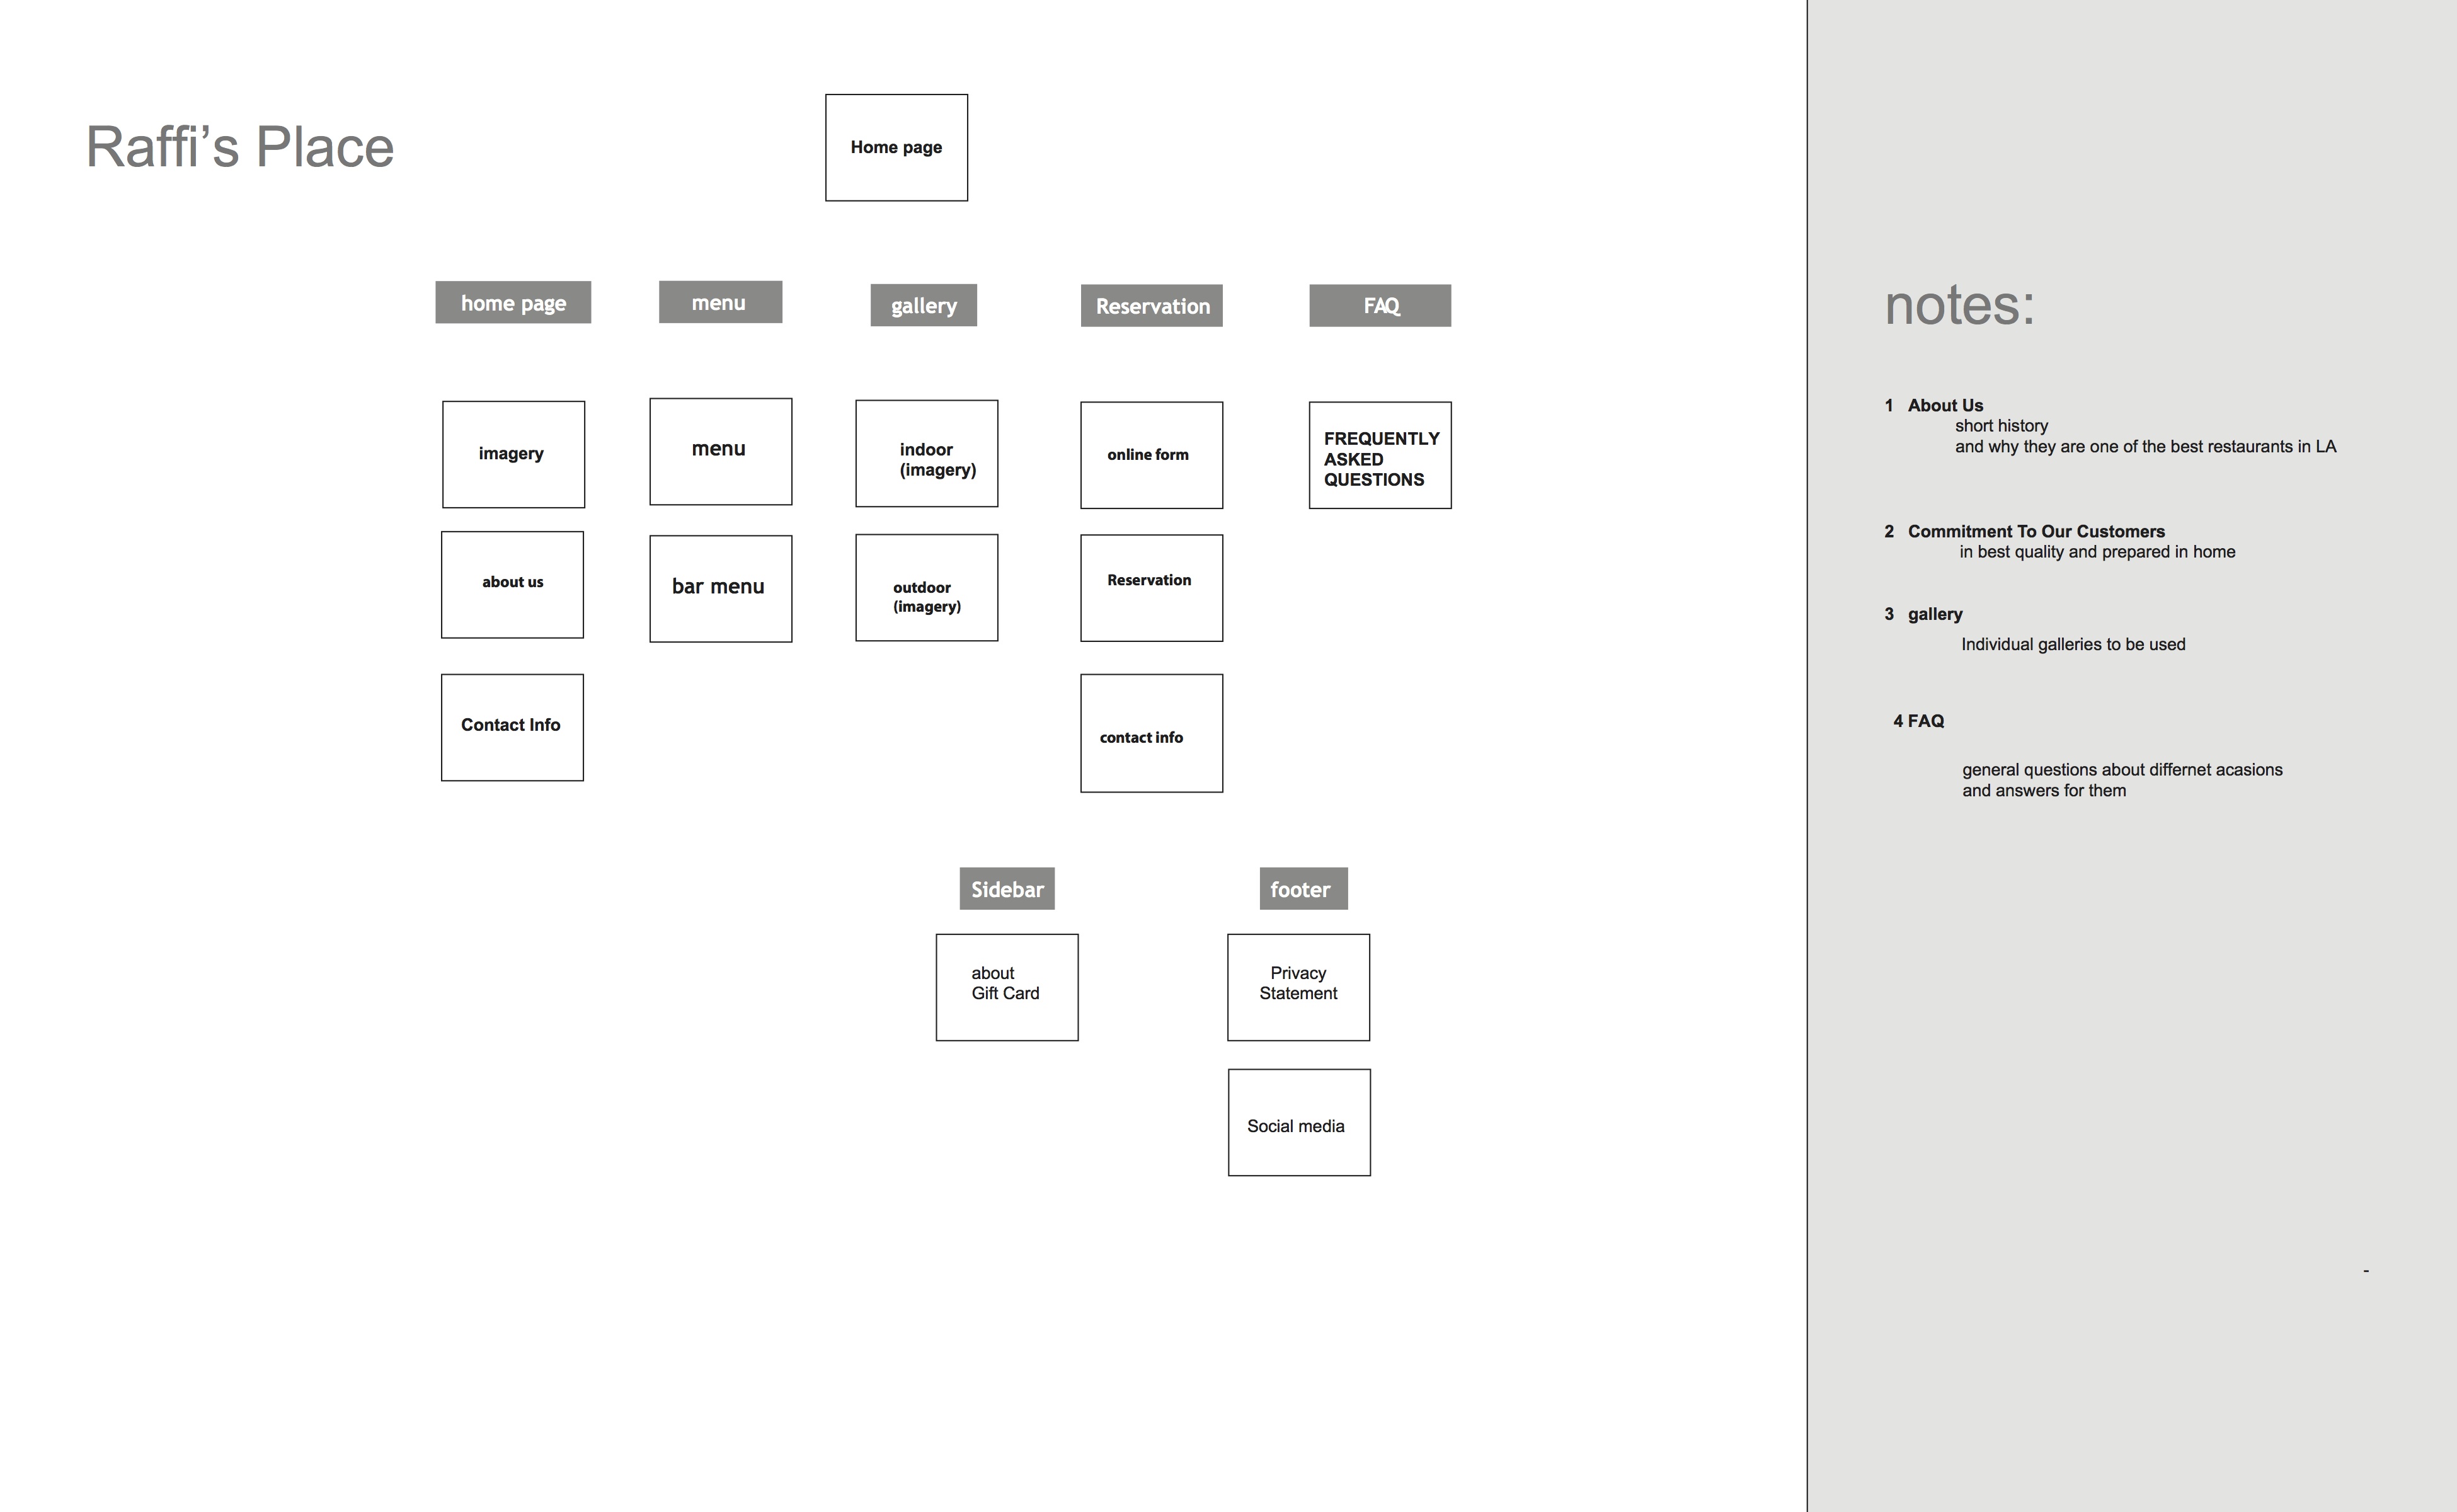 Raffi’s Place
Home page
home page
menu
gallery
Reservation
FAQ
imagery
about us
Contact Info
menu
bar menu
indoor
(imagery)
outdoor
(imagery)
online form
Reservation
contact info
FREQUENTLY
ASKED
QUESTIONS
Sidebar
about
Gift Card
footer
Privacy
Statement
Social media
notes:
1 About Us
short history
and why they are one of the best restaurants in LA
2 Commitment To Our Customers
in best quality and prepared in home
3 gallery
Individual galleries to be used
4 FAQ
general questions about differnet acasions
and answers for them
-